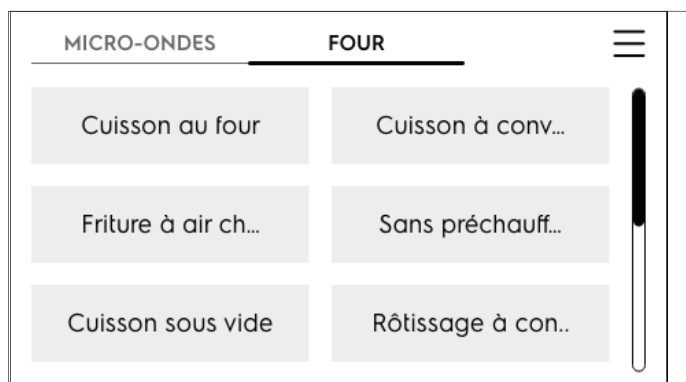 MICRO-ONDES FOUR
Cuisson au four Cuisson à conv...
Friture à air ch... Sans préchauff...
Cuisson sous vide Rôtissage à con..